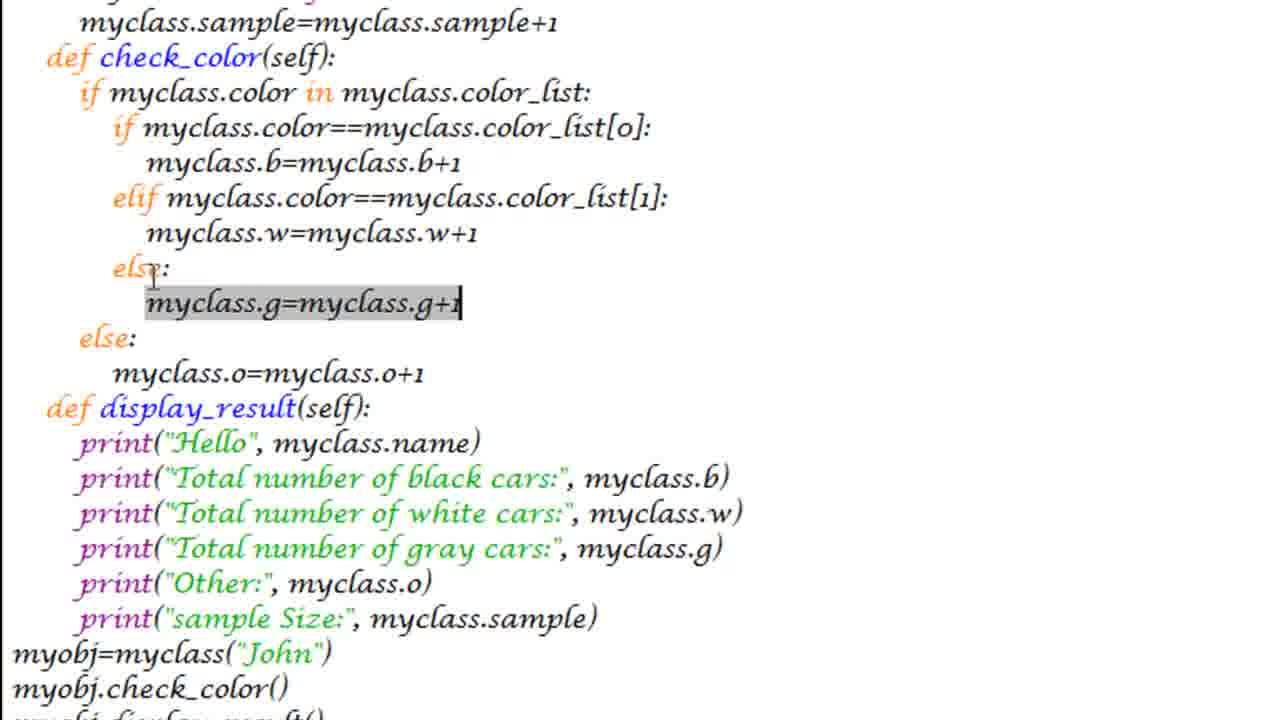 myclass.sample=myclass.sample+1
def check_color(self):
if myclass.color in myclass.color_list:
if myclass.color==myclass.color_list[0]:
myclass.b=myclass.b+1
elif myclass.color==myclass.color_list[1]:
myclass.w=myclass.w+1
else:
myclass.g=myclass.g+1
else:
myclass.o=myclass.o+1
def display_result(self):
print("Hello", myclass.name)
print("Total number of black cars:", myclass.b)
print("Total number of white cars:", myclass.w)
print("Total number of gray cars:", myclass.g)
print("Other:", myclass.o)
print("sample Size:", myclass.sample)
myobj=myclass("John")
myobj.check_color()
myobj.display_result()